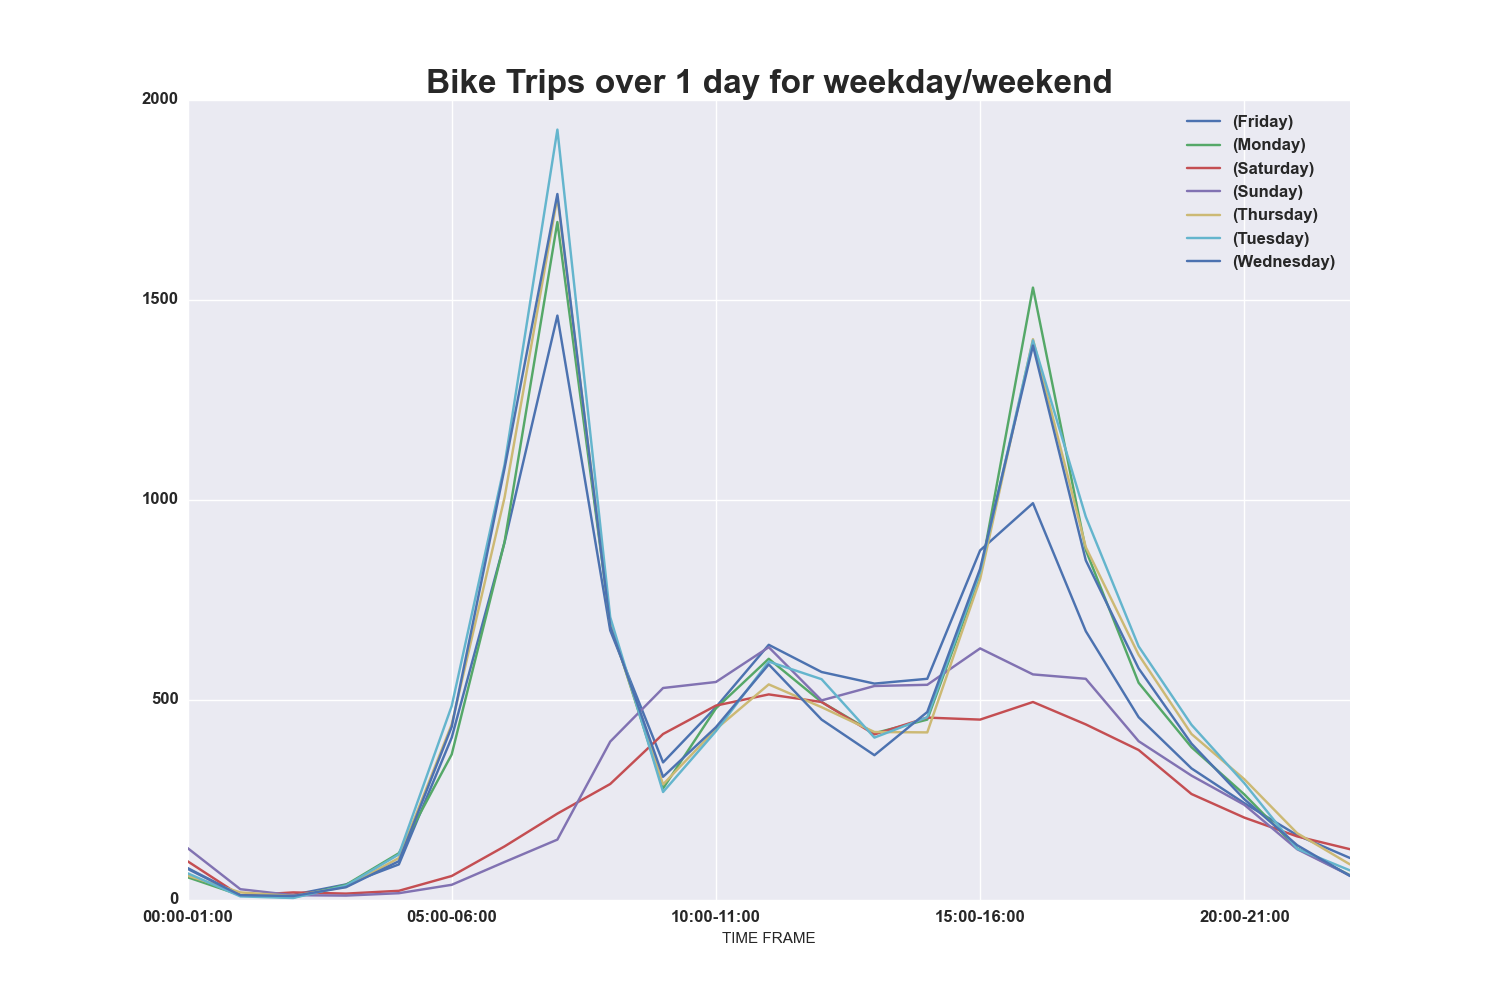 Bike Trips over 1 day for weekday/weekend
2000
1500
1000
500
0
(Friday)
(Monday)
(Saturday)
(Sunday)
(Thursday)
(Tuesday)
(Wednesday)
00:00-01:00 05:00-06:00 10:00-11:00 15:00-16:00 20:00-21:00
TIME FRAME